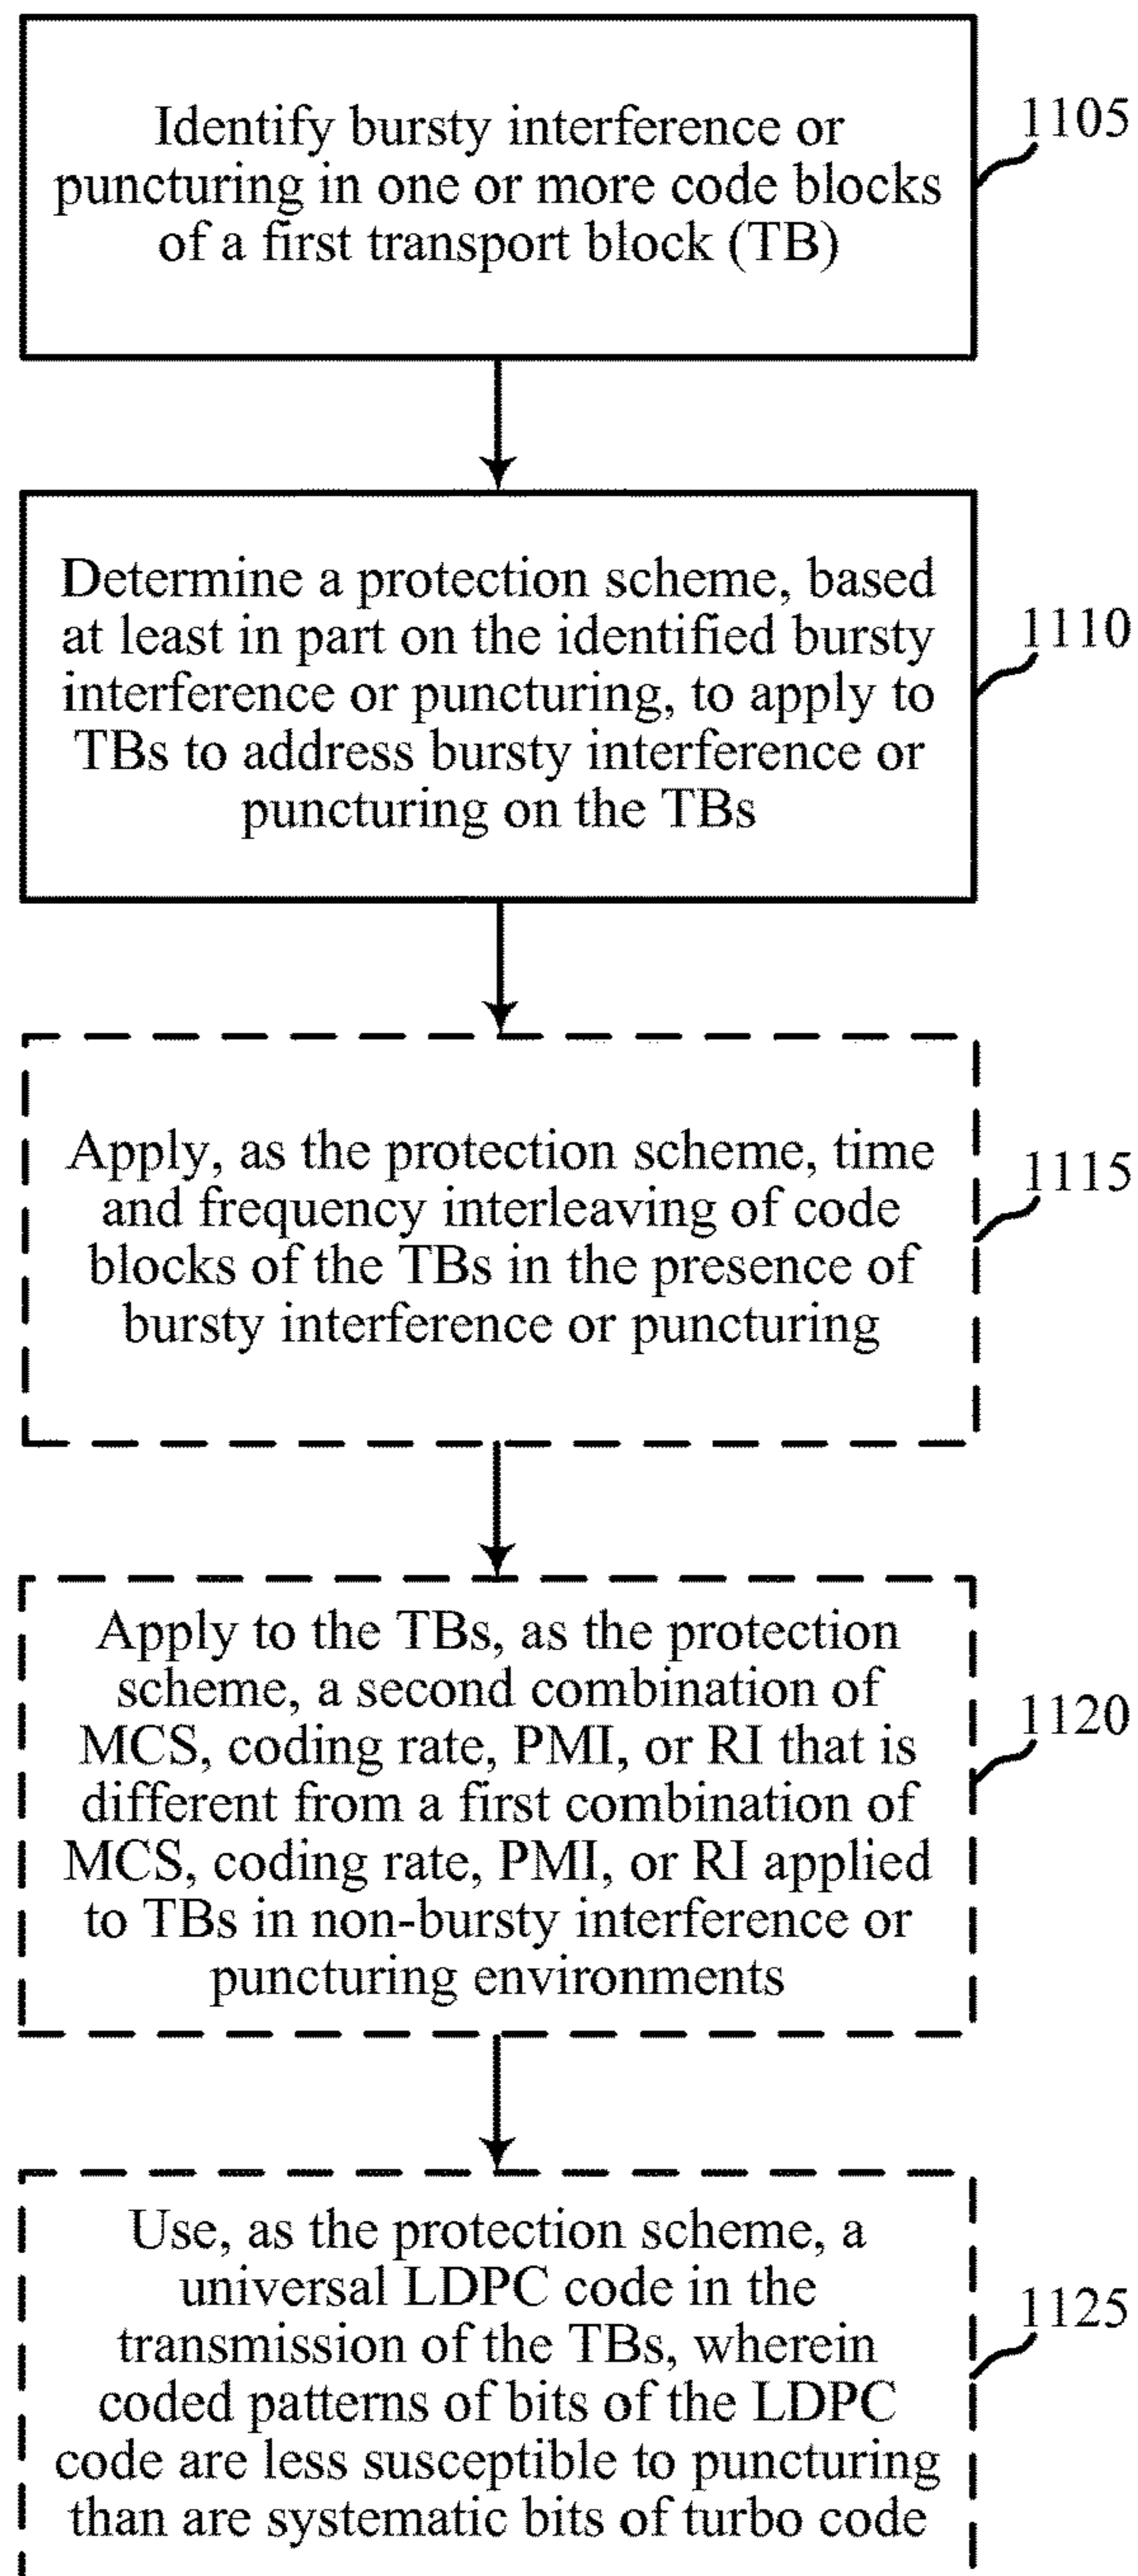 Identify bursty interference or
puncturing in one or more code blocks
of a first transport block (TB)
1105
Determine a protection scheme, based
at least in part on the identified bursty
interference or puncturing, to apply to
TBs to address bursty interference or
puncturing on the TBs
1110
Apply, as the protection scheme, time
and frequency interleaving of code
blocks of the TBs in the presence of
bursty interference or puncturing
1115
Apply to the TBs, as the protection
scheme, a second combination of
MCS, coding rate, PMI, or RI that is
different from a first combination of
MCS, coding rate, PMI, or RI applied
to TBs in non-bursty interference or
puncturing environments
1120
Use, as the protection scheme, a
universal LDPC code in the
transmission of the TBs, wherein
coded patterns of bits of the LDPC
code are less susceptible to puncturing
than are systematic bits of turbo code
1125